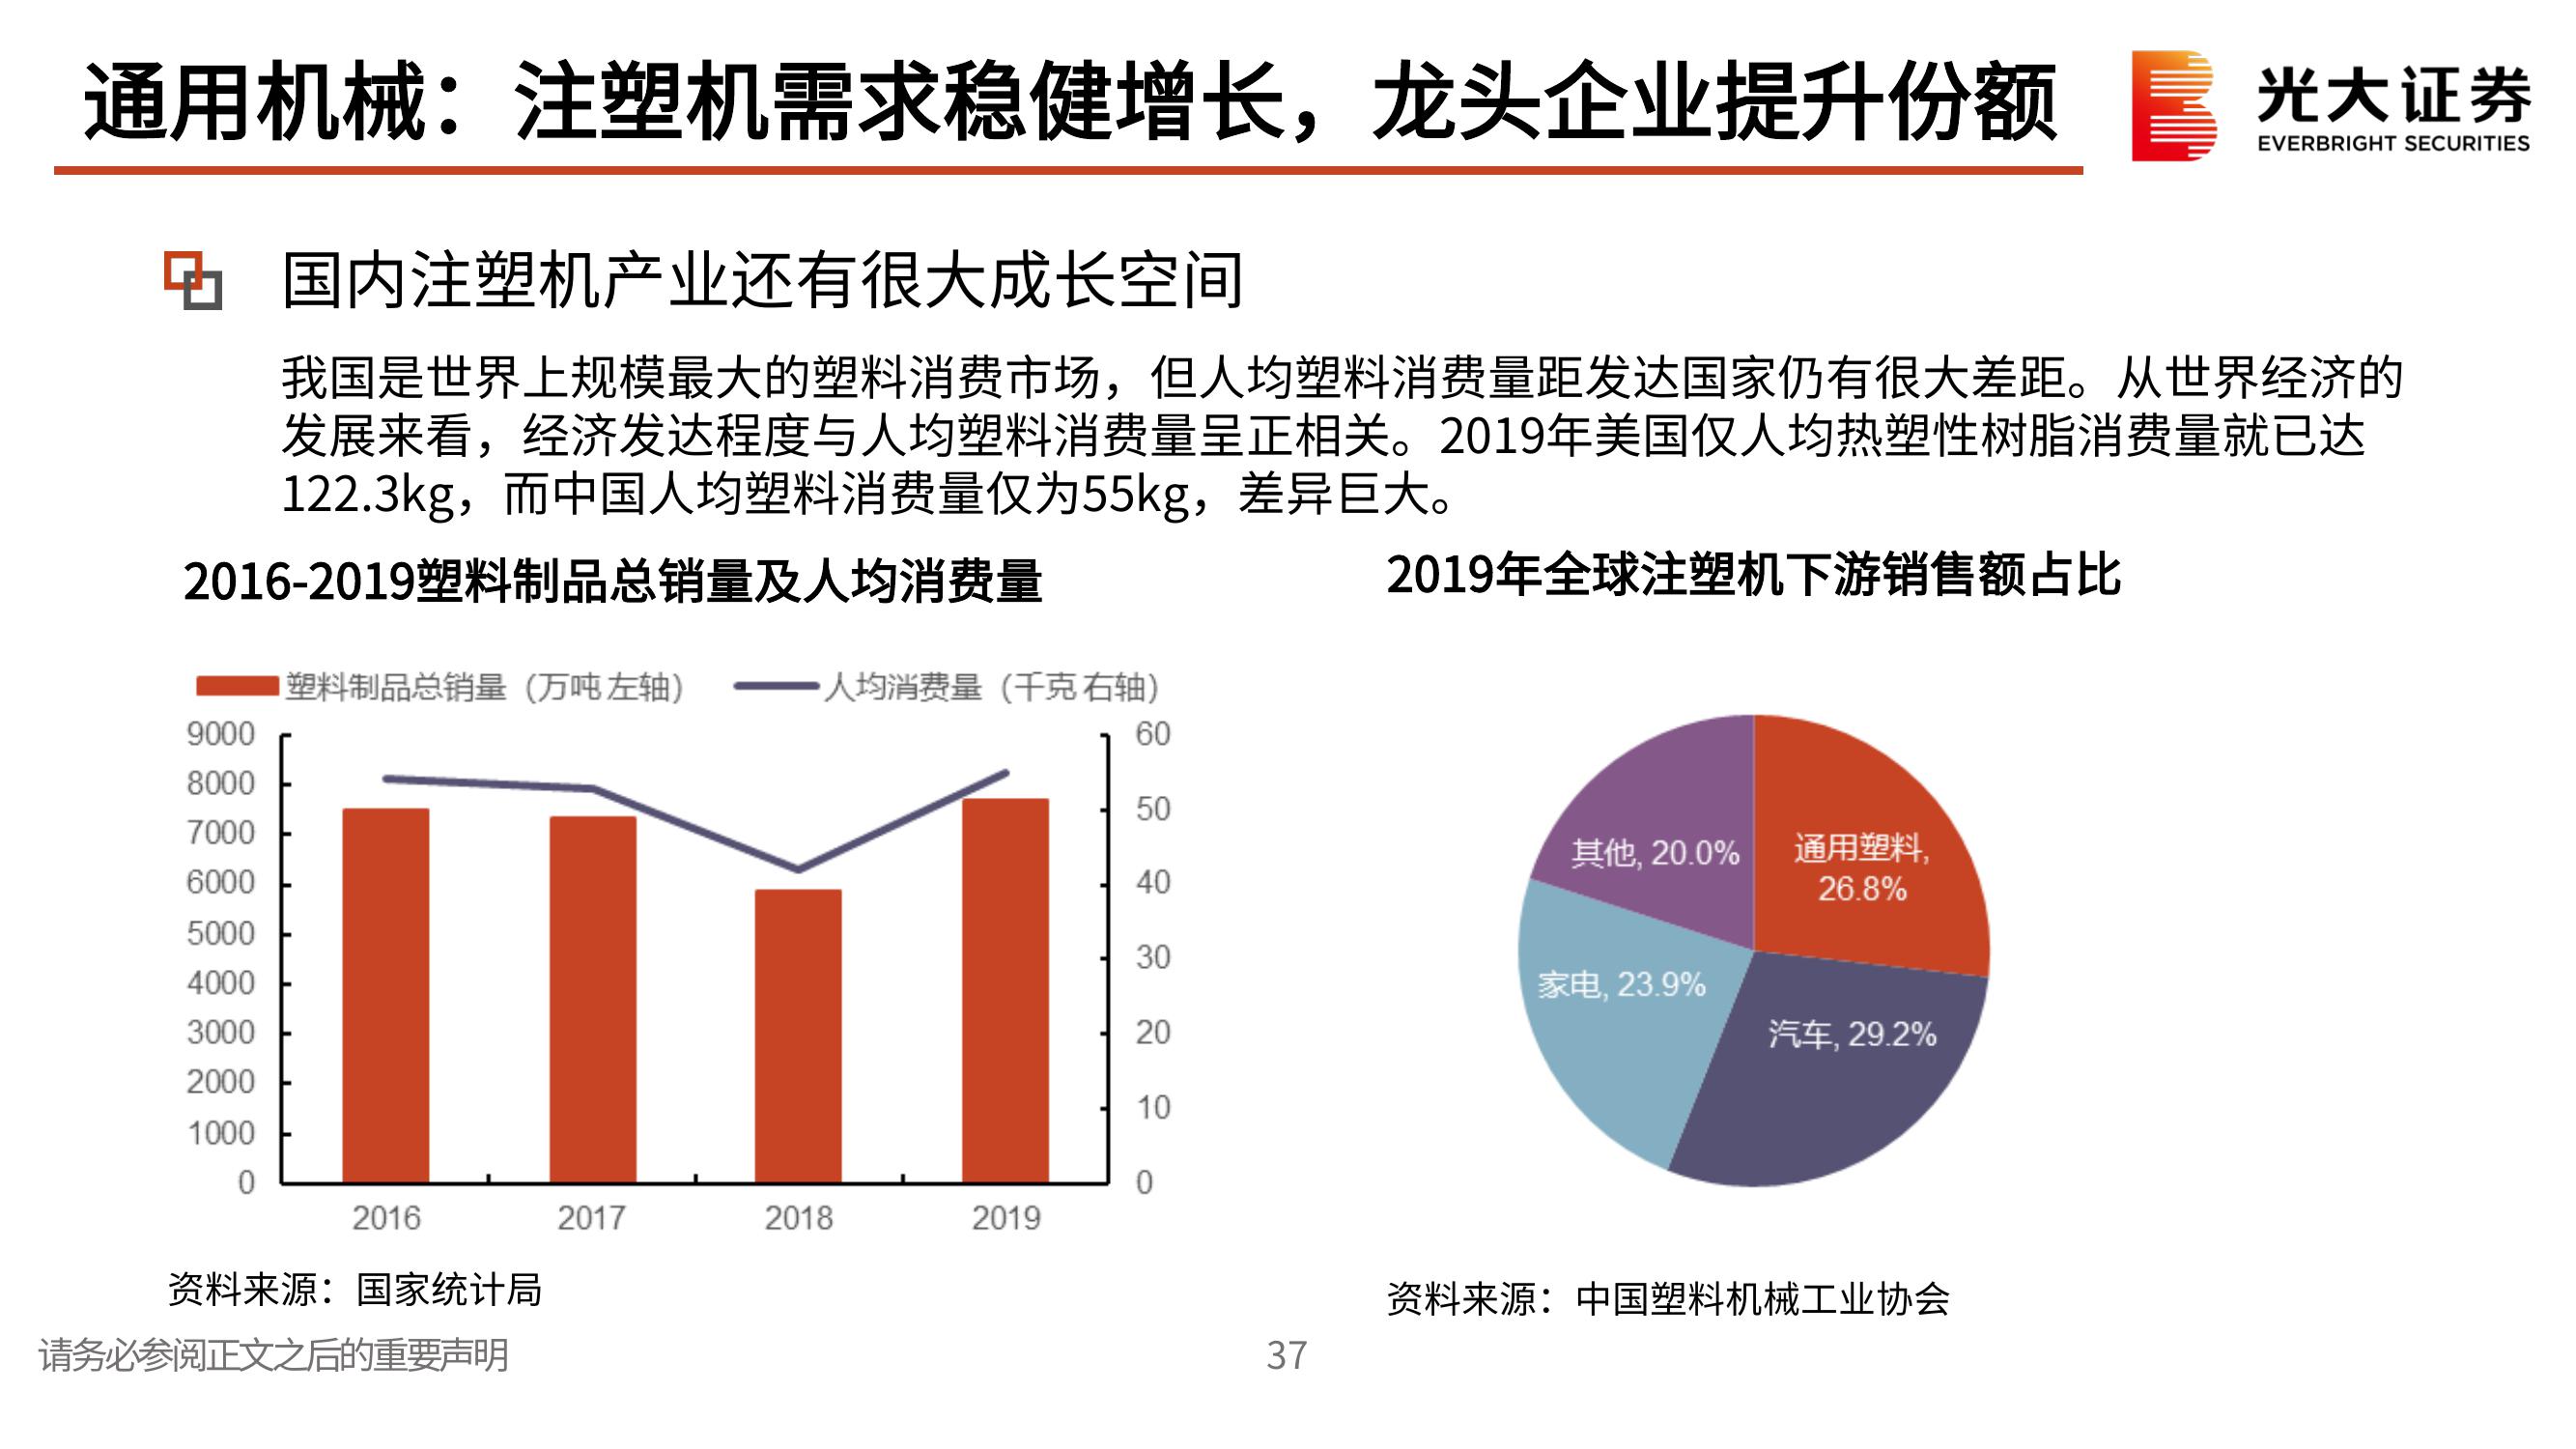 通用机械：注塑机需求稳健增长，龙头企业提升份额
光大证券
EVERBRIGHT SECURITIES
国内注塑机产业还有很大成长空间
我国是世界上规模最大的塑料消费市场，但人均塑料消费量距发达国家仍有很大差距。从世界经济的
发展来看，经济发达程度与人均塑料消费量呈正相关。2019年美国仅人均热塑性树脂消费量就已达
122.3kg，而中国人均塑料消费量仅为55kg，差异巨大。
2016-2019塑料制品总销量及人均消费量
塑料制品总销量（万吨 左轴）
人均消费量（千克 右轴）
9000
8000
7000
6000
5000
4000
3000
2000
1000
0
60
50
40
30
20
10
0
2016
2017
2018
2019
资料来源：国家统计局
2019年全球注塑机下游销售额占比
其他, 20.0%
通用塑料,
26.8%
家电, 23.9%
汽车, 29.2%
资料来源：中国塑料机械工业协会
请务必参阅正文之后的重要声明
37